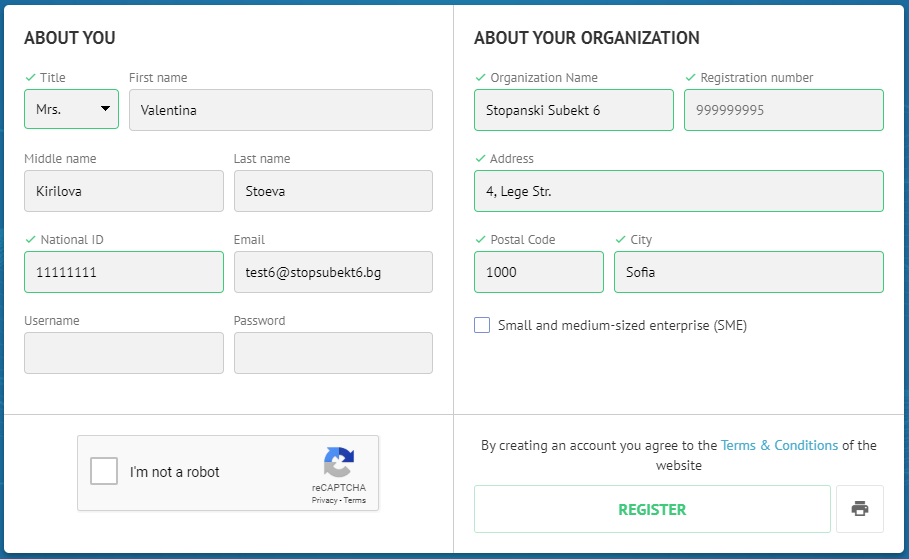 ABOUT YOU
Title
First name
Mrs.
Valentina
Middle name
Last name
Kirilova
Stoeva
National ID
Email
11111111
test6@stopsubekt6.bg
Username
Password
ABOUT YOUR ORGANIZATION
Organization Name
Registration number
Stopanski Subekt 6
999999995
Address
4, Lege Str.
Postal Code
City
1000
Sofia
Small and medium-sized enterprise (SME)
I'm not a robot
reCAPTCHA
Privacy - Terms
By creating an account you agree to the Terms & Conditions of the
website
REGISTER